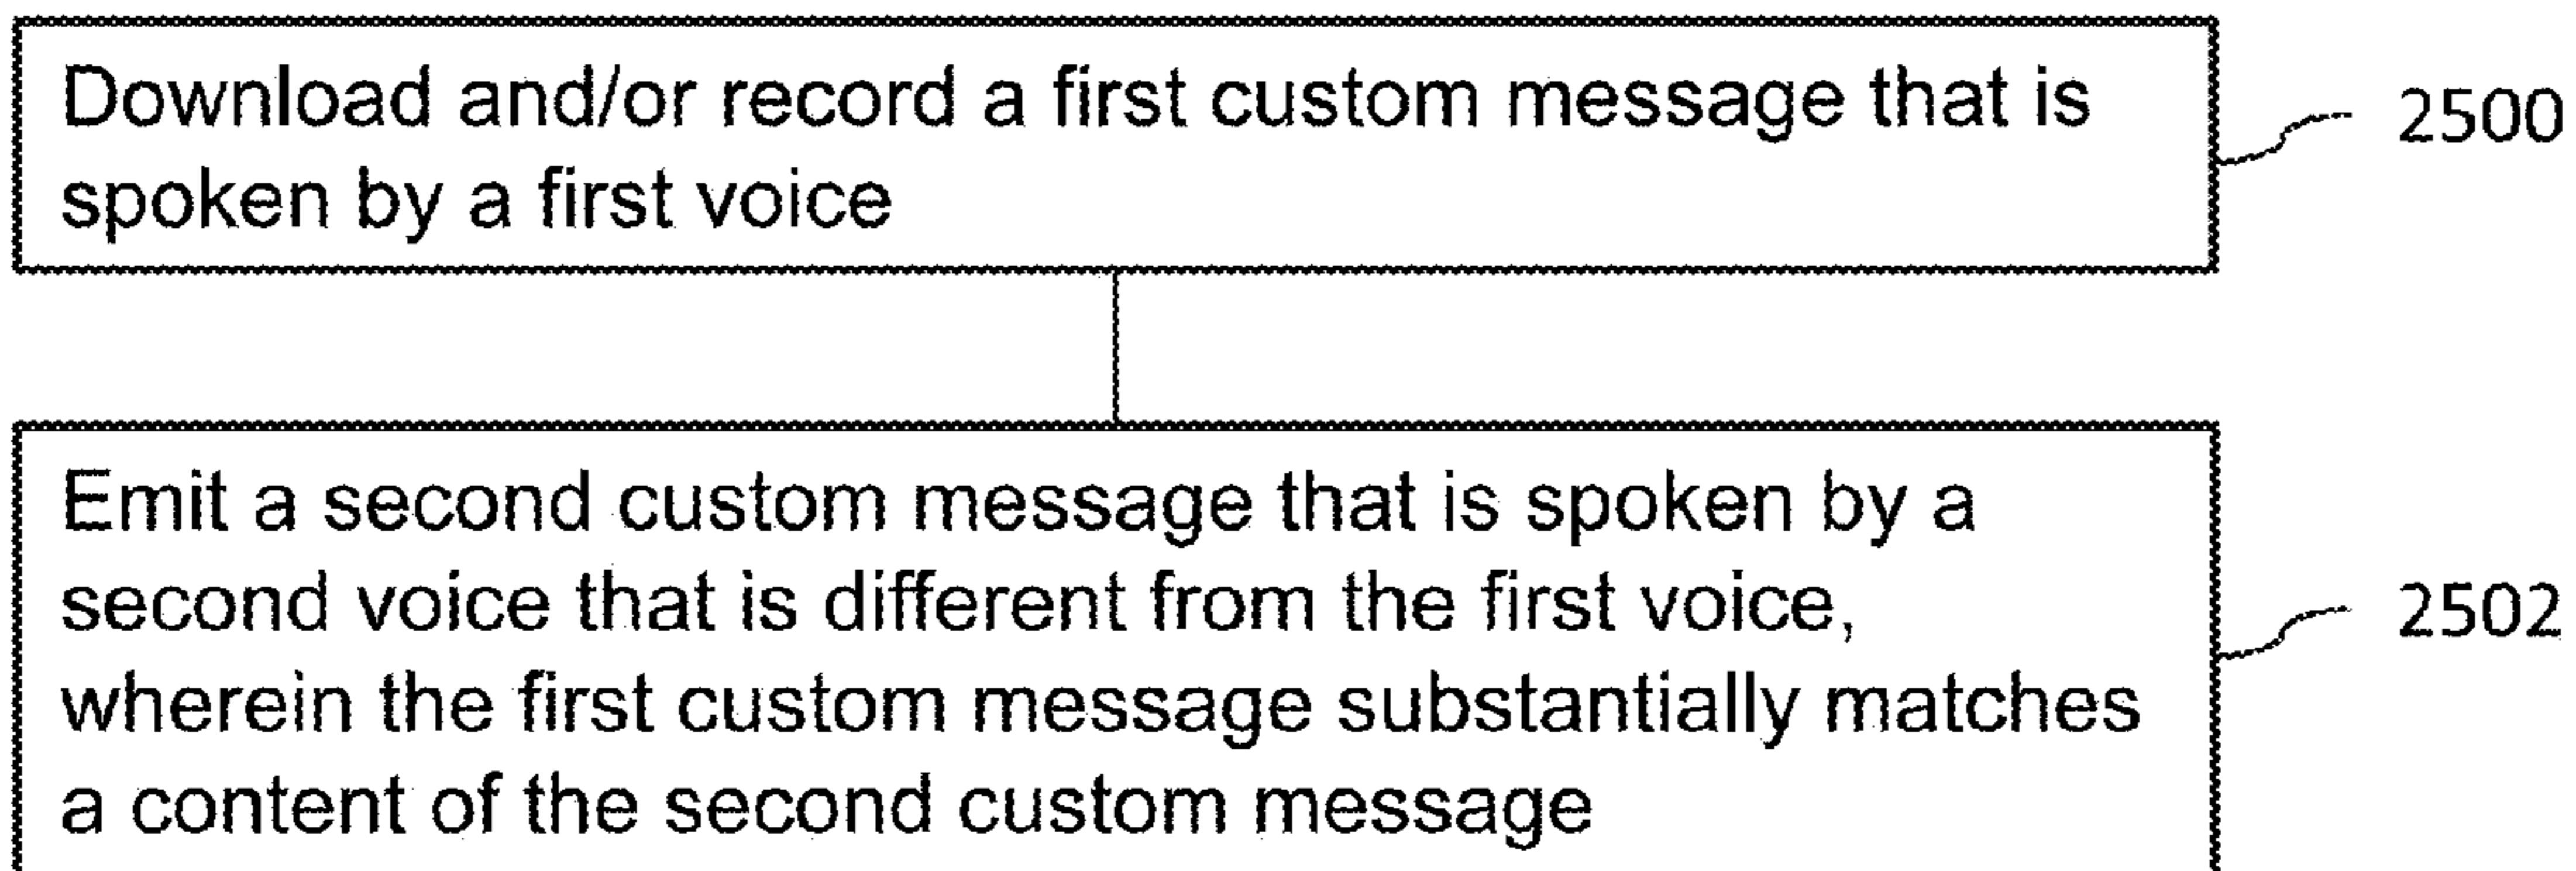 Download and/or record a first custom message that is
spoken by a first voice
2500
Emit a second custom message that is spoken by a
second voice that is different from the first voice,
wherein the first custom message substantially matches
a content of the second custom message
2502